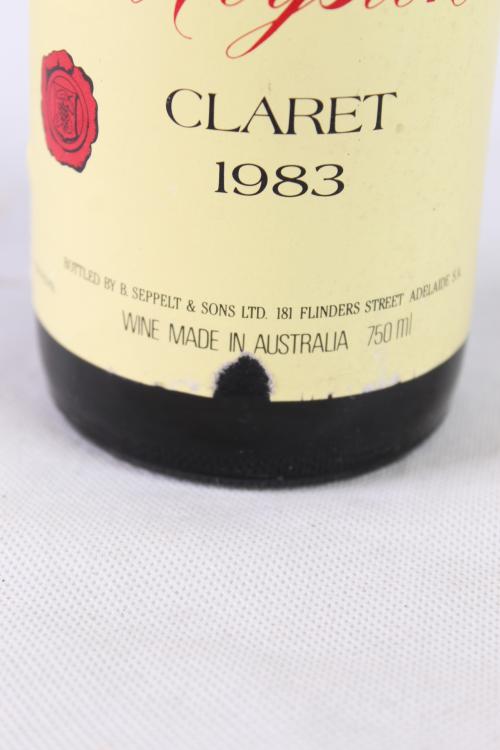 CLARET
1983
BOTTLED BY B. SEPPELT & SONS LTD. 181 FLINDERS STREET ADELAIDE S.A.
WINE MADE IN AUSTRALIA 750 ml